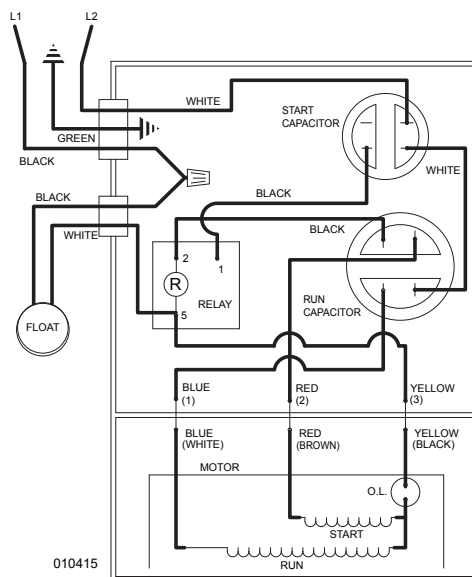 L1
L2
WHITE
START
CAPACITOR
GREEN
BLACK
WHITE
BLACK
BLACK
WHITE
BLACK
2
1
R
RELAY
5
RUN
CAPACITOR
FLOAT
BLUE
(1)
RED
(2)
YELLOW
(3)
BLUE
(WHITE)
RED
(BROWN)
YELLOW
(BLACK)
MOTOR
O.L.
START
RUN
010415